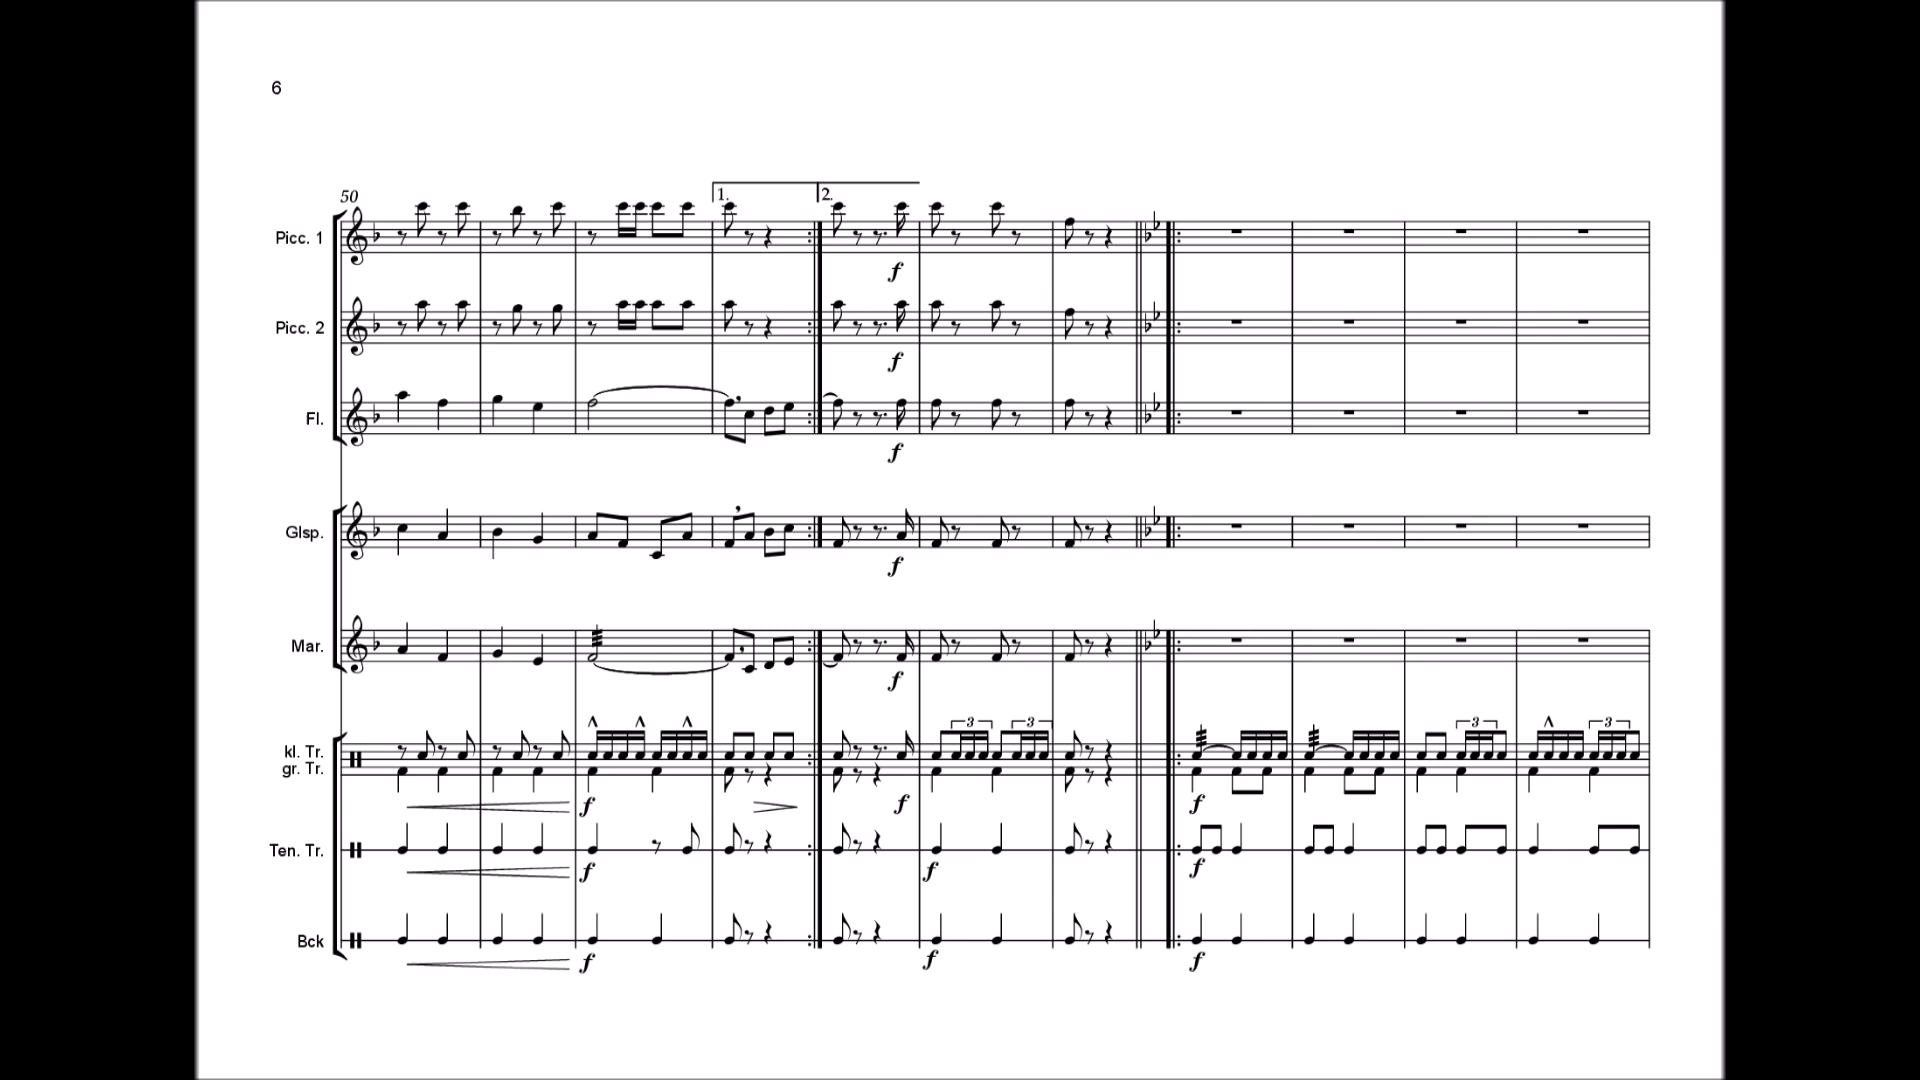 6
50
1. 2.
Picc. 1
f
Picc. 2
f
Fl.
f
Glsp.
f
Mar.
f
3 3 3 3
kl. Tr.
gr. Tr.
f f f
Ten. Tr.
f f f
Bck
f f f